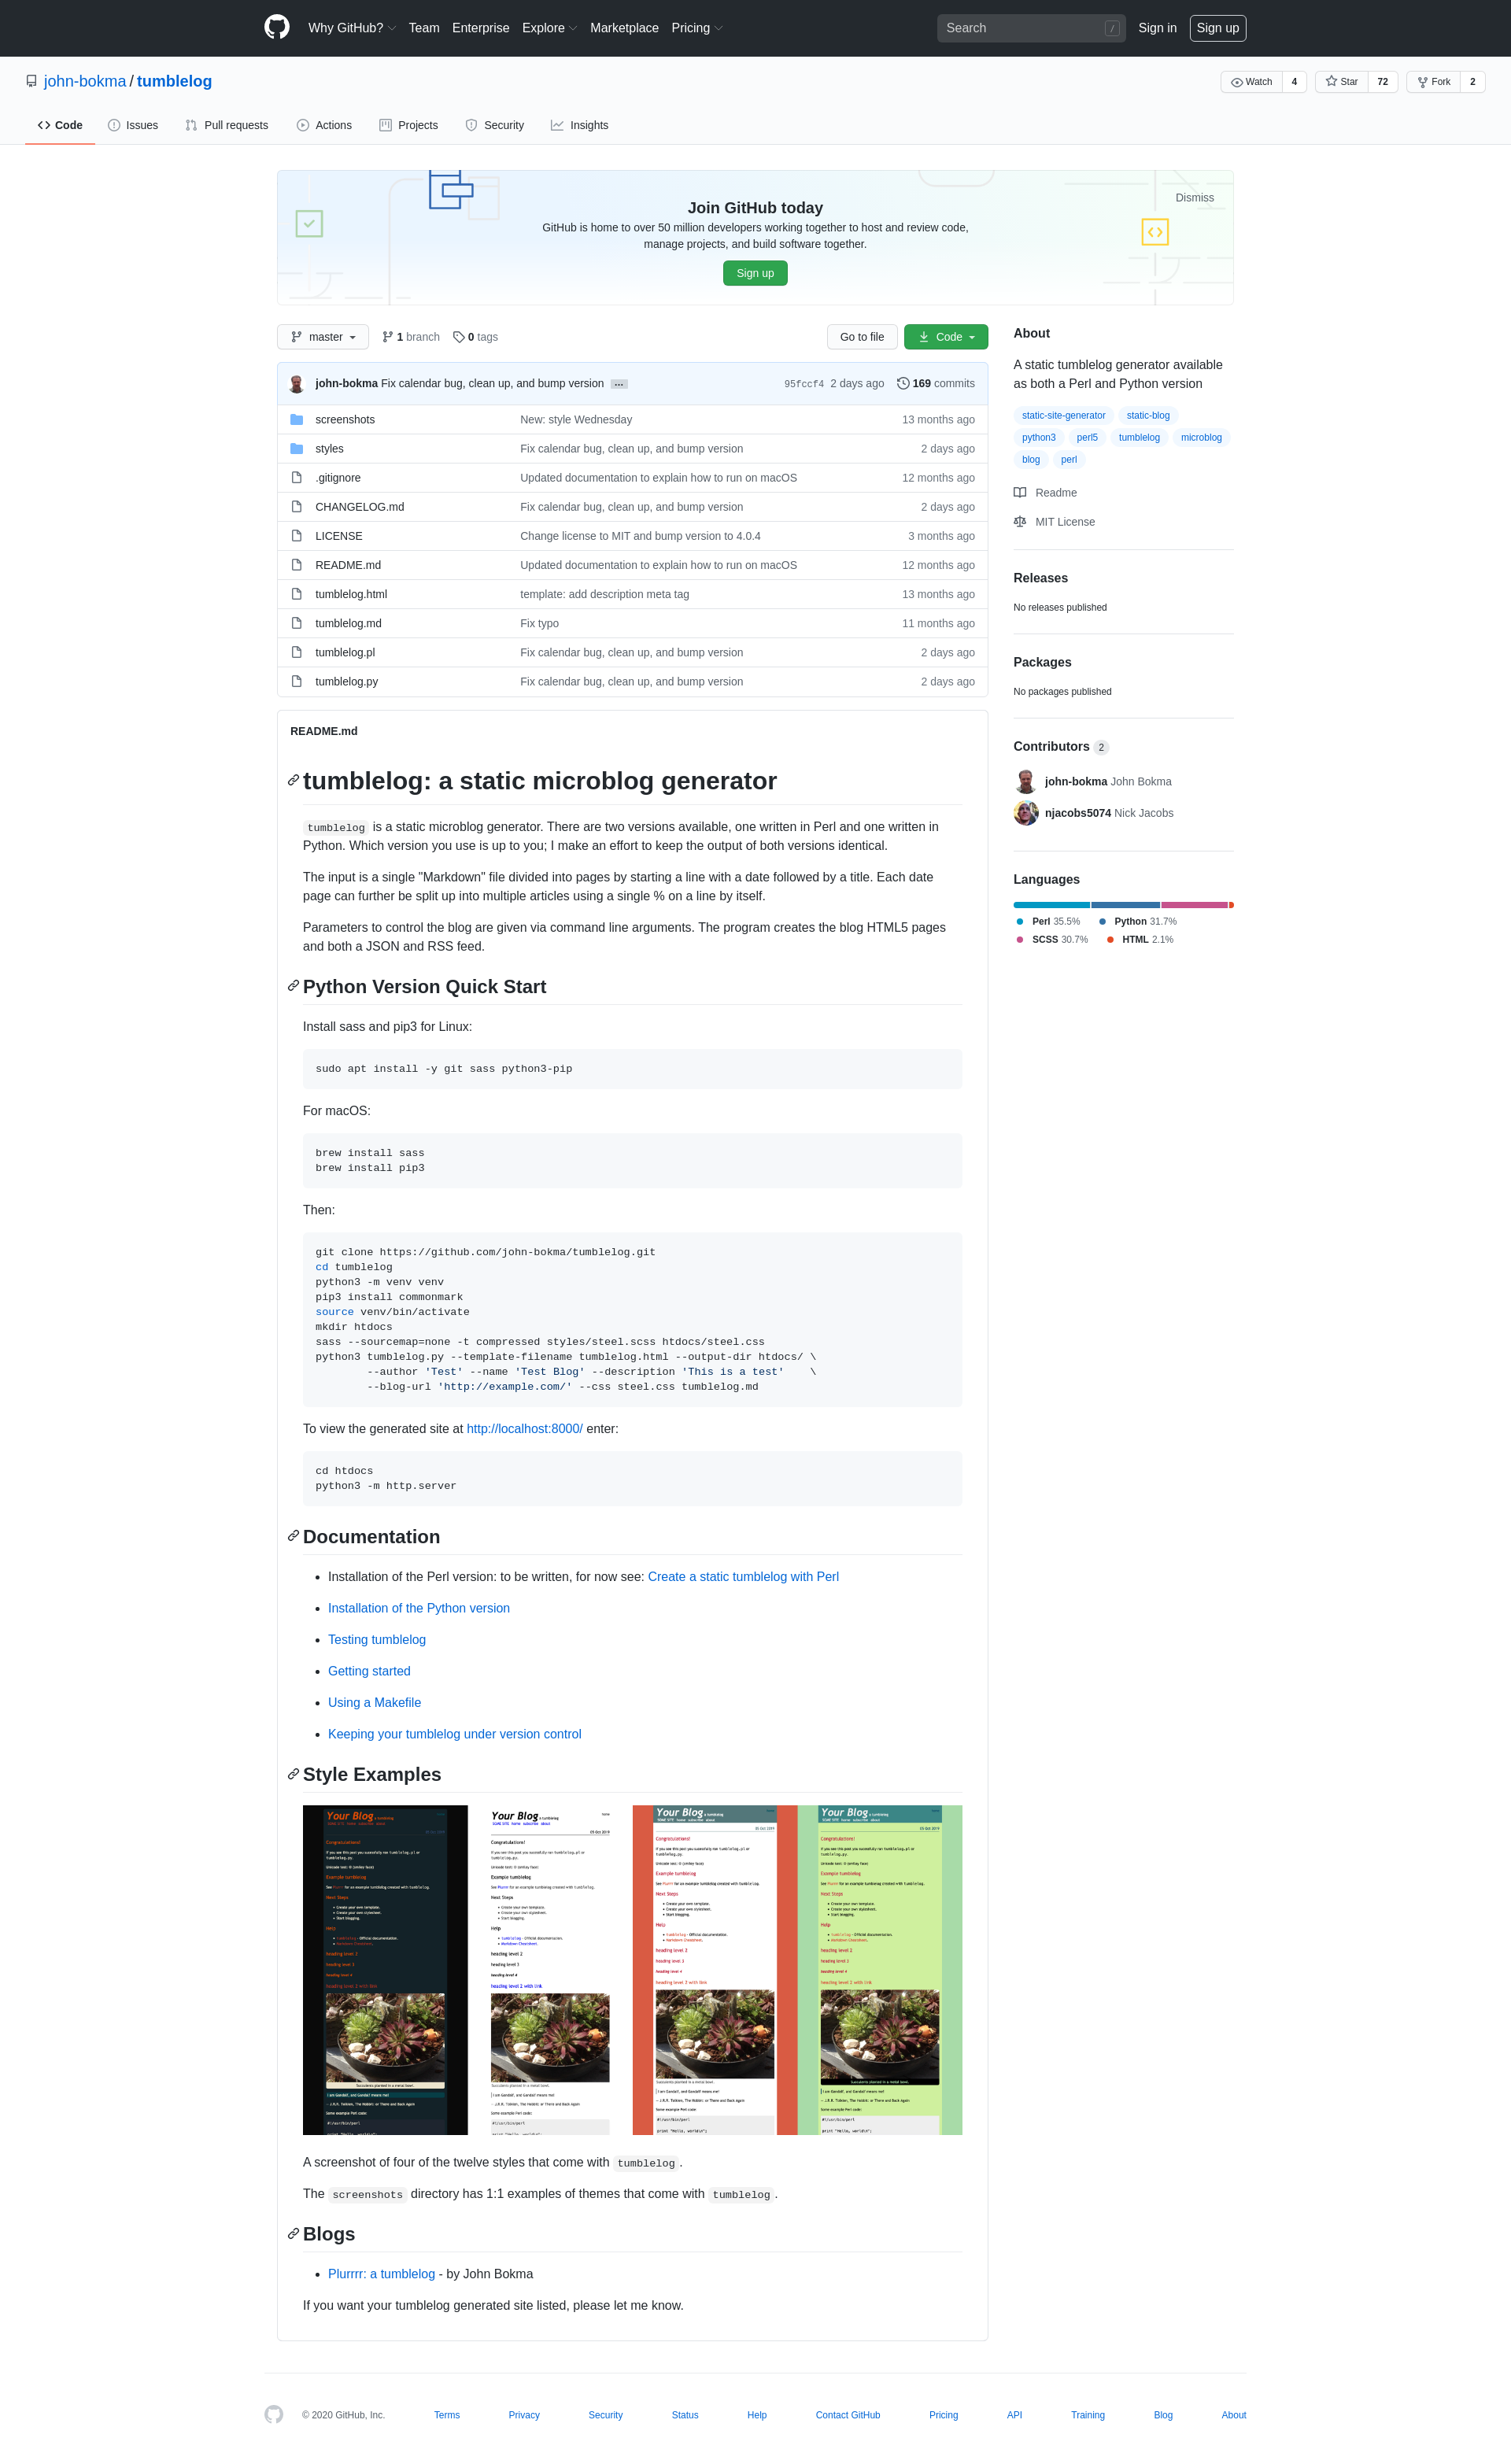 Why GitHub? Team Enterprise Explore Marketplace Pricing Search / Sign in Sign up
john-bokma / tumblelog Watch 4 Star 72 Fork 2
Code Issues Pull requests Actions Projects Security Insights
Join GitHub today
Dismiss
GitHub is home to over 50 million developers working together to host and review code,
manage projects, and build software together.
Sign up
master 1 branch 0 tags Go to file Code
john-bokma Fix calendar bug, clean up, and bump version … 95fccf4 2 days ago 169 commits
screenshots New: style Wednesday 13 months ago
styles Fix calendar bug, clean up, and bump version 2 days ago
.gitignore Updated documentation to explain how to run on macOS 12 months ago
CHANGELOG.md Fix calendar bug, clean up, and bump version 2 days ago
LICENSE Change license to MIT and bump version to 4.0.4 3 months ago
README.md Updated documentation to explain how to run on macOS 12 months ago
tumblelog.html template: add description meta tag 13 months ago
tumblelog.md Fix typo 11 months ago
tumblelog.pl Fix calendar bug, clean up, and bump version 2 days ago
tumblelog.py Fix calendar bug, clean up, and bump version 2 days ago
README.md
tumblelog: a static microblog generator
tumblelog is a static microblog generator. There are two versions available, one written in Perl and one written in
Python. Which version you use is up to you; I make an effort to keep the output of both versions identical.
The input is a single "Markdown" file divided into pages by starting a line with a date followed by a title. Each date
page can further be split up into multiple articles using a single % on a line by itself.
Parameters to control the blog are given via command line arguments. The program creates the blog HTML5 pages
and both a JSON and RSS feed.
Python Version Quick Start
Install sass and pip3 for Linux:
sudo apt install -y git sass python3-pip
For macOS:
brew install sass
brew install pip3
Then:
git clone https://github.com/john-bokma/tumblelog.git
cd tumblelog
python3 -m venv venv
pip3 install commonmark
source venv/bin/activate
mkdir htdocs
sass --sourcemap=none -t compressed styles/steel.scss htdocs/steel.css
python3 tumblelog.py --template-filename tumblelog.html --output-dir htdocs/ \
--author 'Test' --name 'Test Blog' --description 'This is a test' \
--blog-url 'http://example.com/' --css steel.css tumblelog.md
To view the generated site at http://localhost:8000/ enter:
cd htdocs
python3 -m http.server
Documentation
Installation of the Perl version: to be written, for now see: Create a static tumblelog with Perl
Installation of the Python version
Testing tumblelog
Getting started
Using a Makefile
Keeping your tumblelog under version control
Style Examples
Your Blog a tumblelog Your Blog a tumblelog Your Blog a tumblelog Your Blog a tumblelog
A screenshot of four of the twelve styles that come with tumblelog.
The screenshots directory has 1:1 examples of themes that come with tumblelog.
Blogs
Plurrrr: a tumblelog - by John Bokma
If you want your tumblelog generated site listed, please let me know.
About
A static tumblelog generator available
as both a Perl and Python version
static-site-generator static-blog
python3 perl5 tumblelog microblog
blog perl
Readme
MIT License
Releases
No releases published
Packages
No packages published
Contributors 2
john-bokma John Bokma
njacobs5074 Nick Jacobs
Languages
Perl 35.5% Python 31.7%
SCSS 30.7% HTML 2.1%
© 2020 GitHub, Inc. Terms Privacy Security Status Help Contact GitHub Pricing API Training Blog About